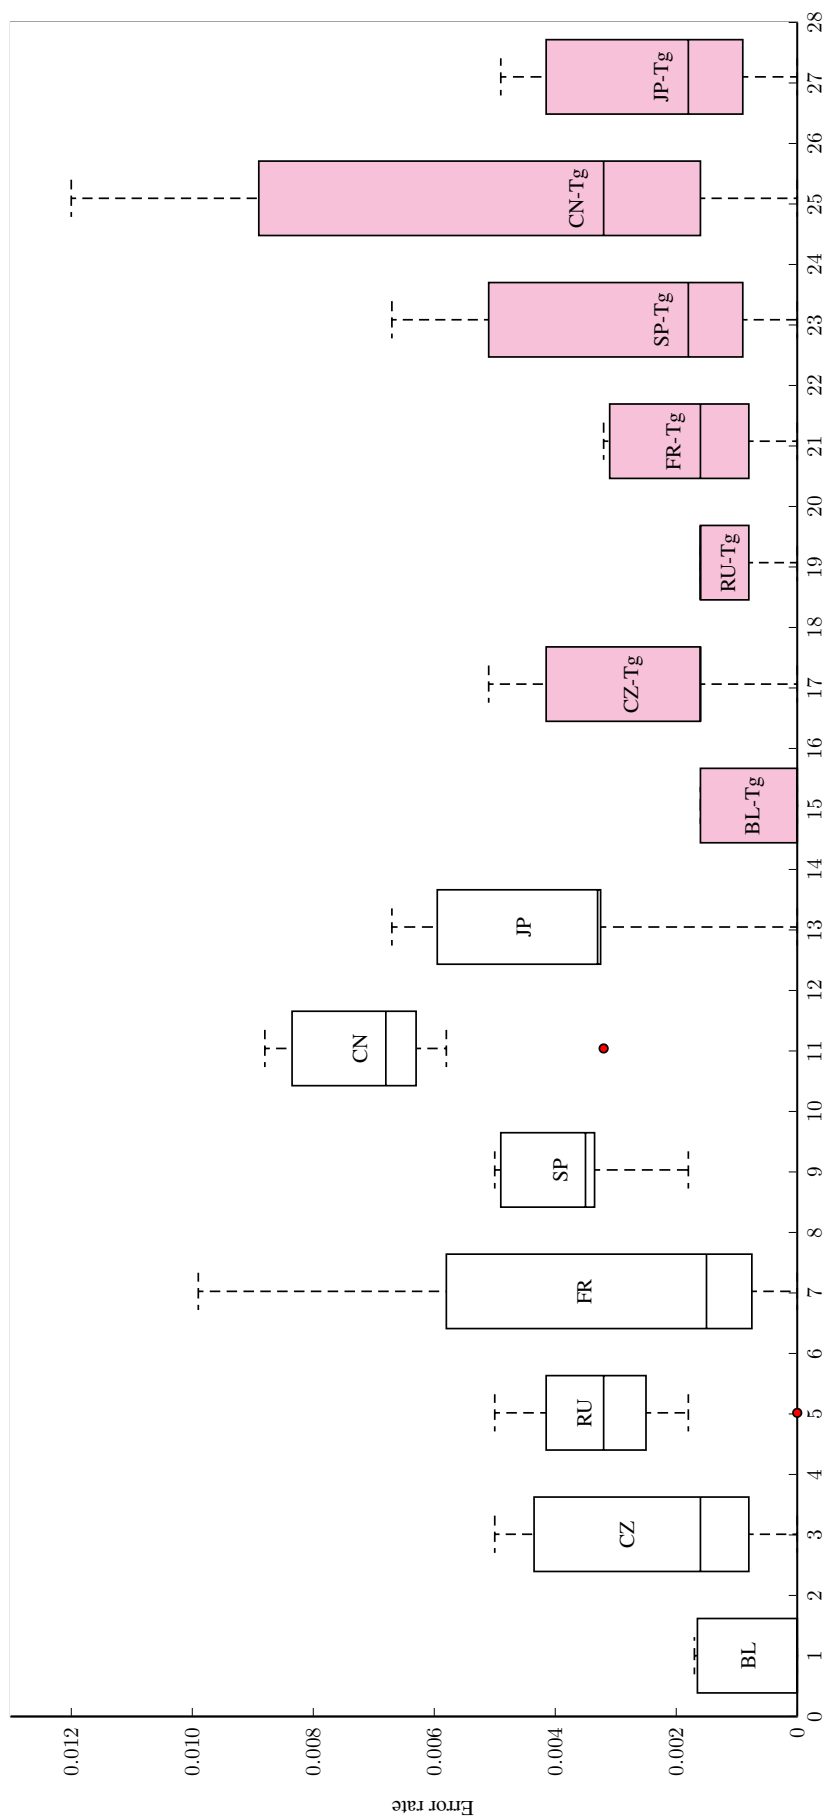 Error rate
0.012
0.010
0.008
0.006
0.004
0.002
0
BL
CZ
RU
FR
SP
CN
JP
BL-Tg
CZ-Tg
RU-Tg
FR-Tg
SP-Tg
CN-Tg
JP-Tg
0 1 2 3 4 5 6 7 8 9 10 11 12 13 14 15 16 17 18 19 20 21 22 23 24 25 26 27 28